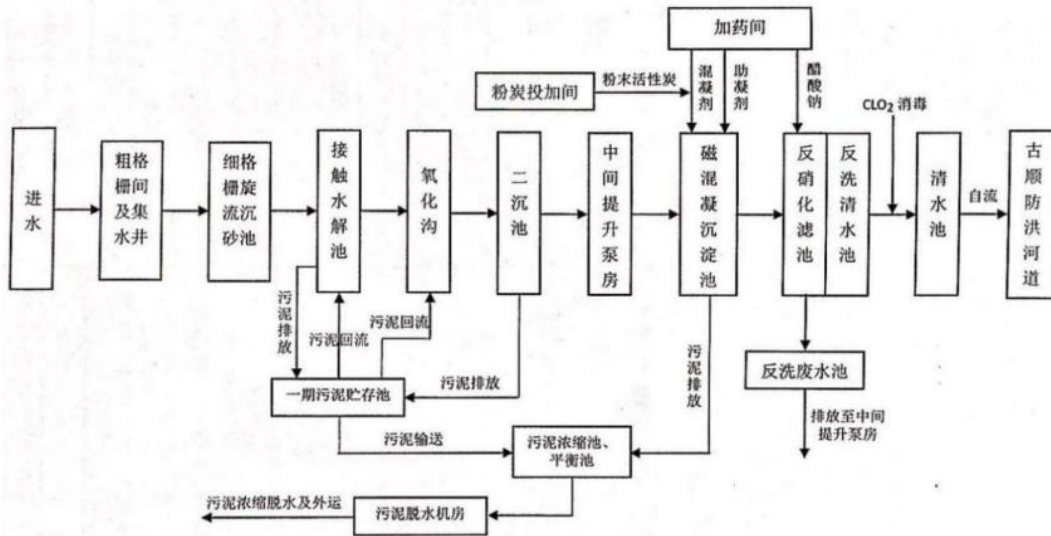 加药间
混凝剂
助凝剂
醋酸钠
粉炭投加间
粉末活性炭
CLO₂ 消毒
进水
粗格栅间及集水井
细格栅旋流沉砂池
接触水解池
氧化沟
二沉池
中间提升泵房
磁混凝沉淀池
反硝化滤池
反洗清水池
清水池
自流
古顺防洪河道
污泥排放
污泥回流
污泥回流
污泥排放
污泥排放
一期污泥贮存池
反洗废水池
污泥输送
污泥浓缩池、
平衡池
排放至中间
提升泵房
污泥浓缩脱水及外运
污泥脱水机房